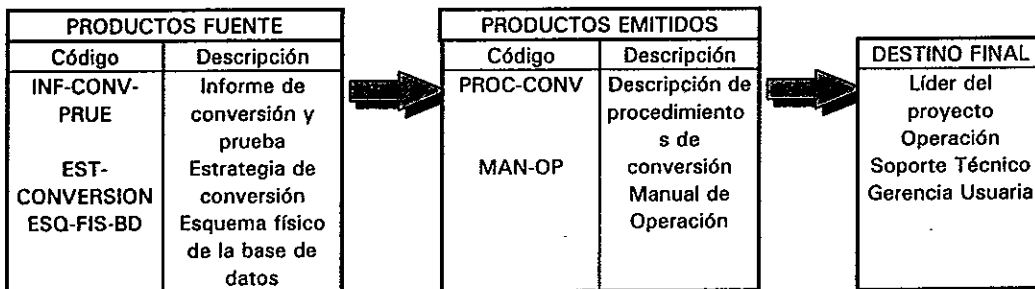 PRODUCTOS FUENTE
Código Descripción
INF-CONV- Informe de
PRUE conversión y
prueba
EST- Estrategia de
CONVERSION conversión
ESQ-FIS-BD Esquema físico
de la base de
datos
PRODUCTOS EMITIDOS
Código Descripción
PROC-CONV Descripción de
procedimiento
s de
MAN-OP conversión
Manual de
Operación
DESTINO FINAL
Líder del
proyecto
Operación
Soporte Técnico
Gerencia Usuaria